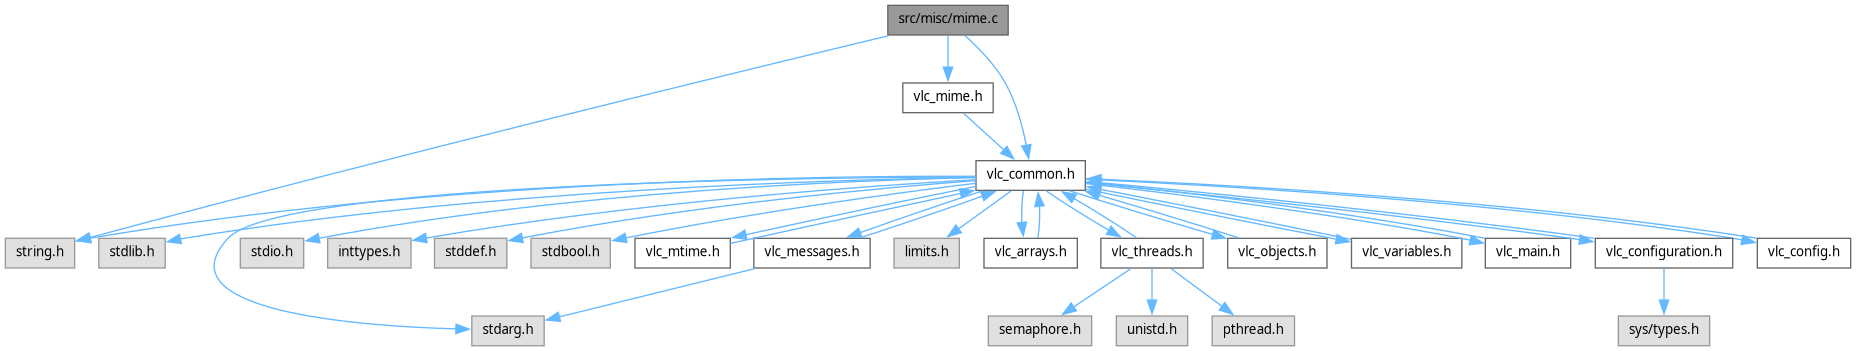 src/misc/mime.c
vlc_mime.h
vlc_common.h
string.h
stdlib.h
stdio.h
inttypes.h
stddef.h
stdbool.h
vlc_mtime.h
vlc_messages.h
limits.h
vlc_arrays.h
vlc_threads.h
vlc_objects.h
vlc_variables.h
vlc_main.h
vlc_configuration.h
vlc_config.h
stdarg.h
semaphore.h
unistd.h
pthread.h
sys/types.h